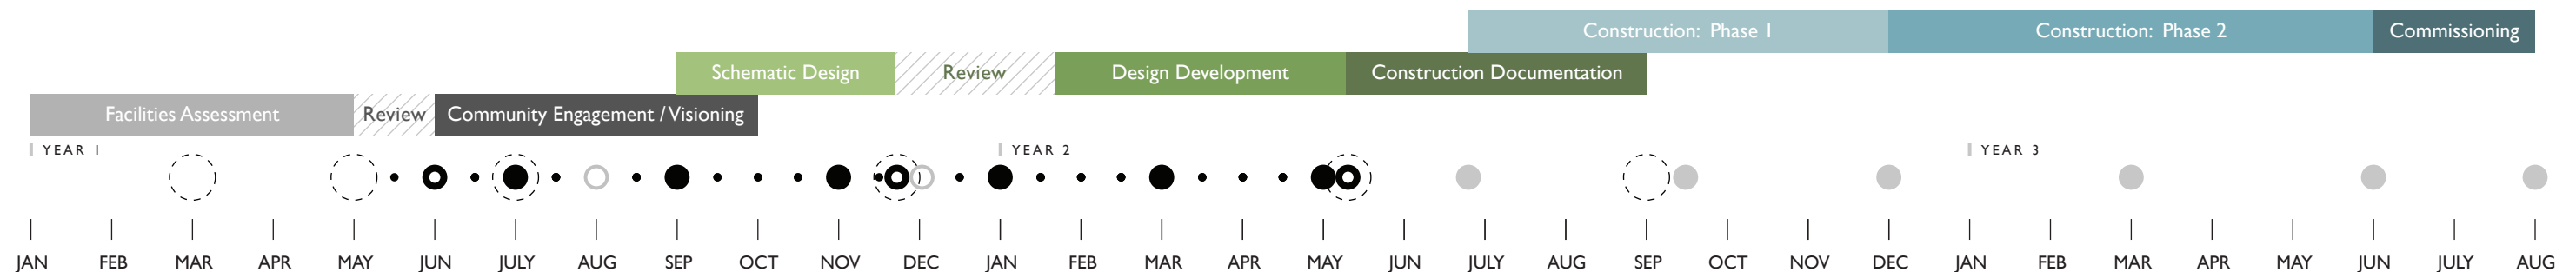 Construction: Phase 1 Construction: Phase 2 Commissioning
Schematic Design Review Design Development Construction Documentation
Facilities Assessment Review Community Engagement / Visioning
YEAR 1 YEAR 2 YEAR 3
JAN FEB MAR APR MAY JUN JULY AUG SEP OCT NOV DEC JAN FEB MAR APR MAY JUN JULY AUG SEP OCT NOV DEC JAN FEB MAR APR MAY JUN JULY AUG